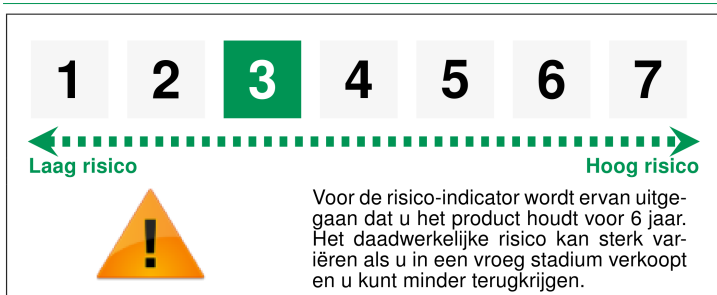 1 2 3 4 5 6 7
Laag risico Hoog risico
Voor de risico-indicator wordt ervan uitge-
gaan dat u het product houdt voor 6 jaar.
Het daadwerkelijke risico kan sterk var-
iëren als u in een vroeg stadium verkoopt
en u kunt minder terugkrijgen.